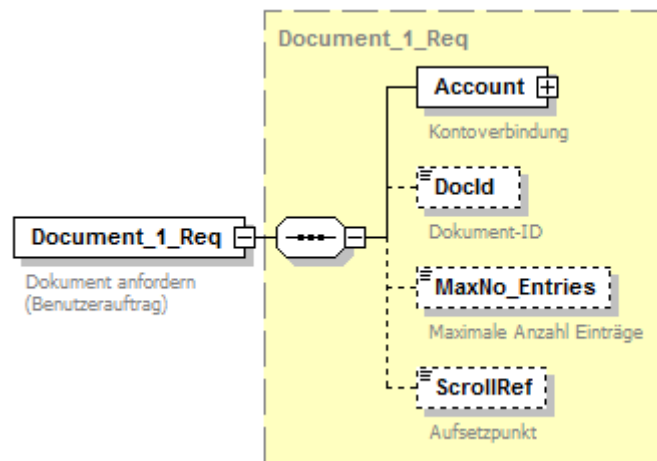 Document_1_Req
Account
Kontoverbindung
DocId
Dokument-ID
Document_1_Req
Dokument anfordern
(Benutzerauftrag)
MaxNo_Entries
Maximale Anzahl Einträge
ScrollRef
Aufsetzpunkt